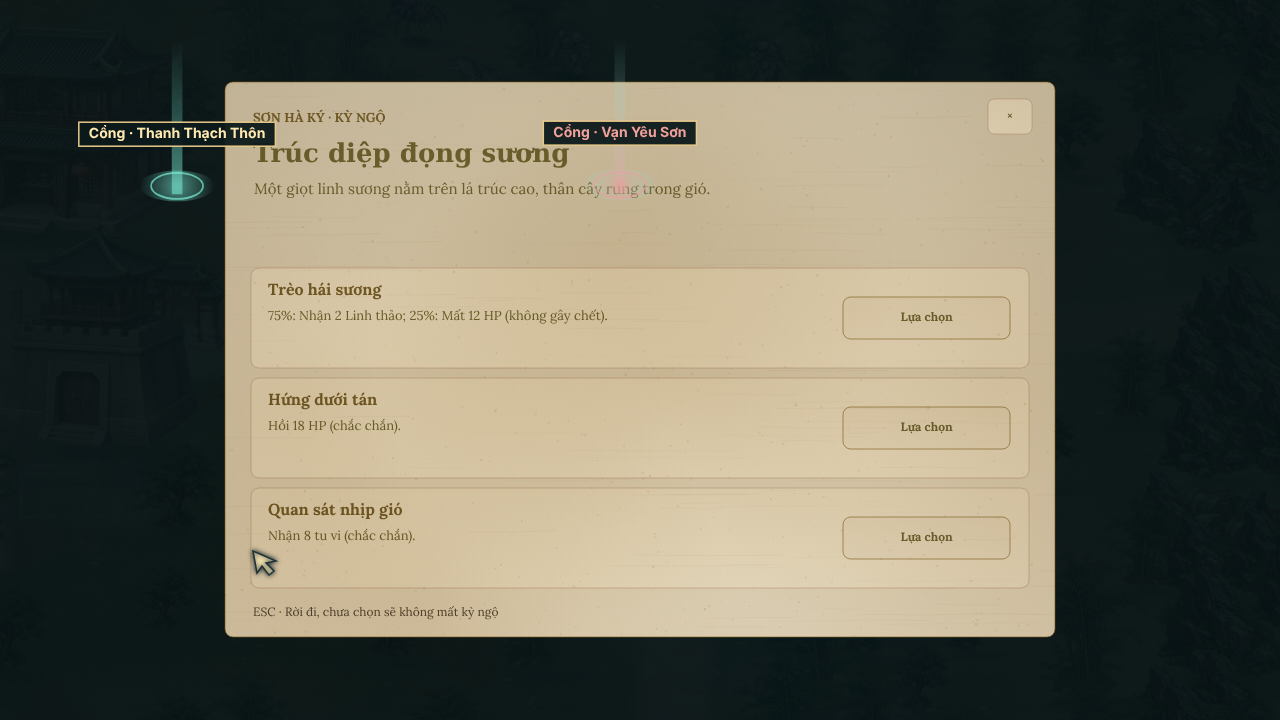 SƠN HÀ KÝ · KỲ NGỘ
×
Cổng · Thanh Thạch Thôn
Cổng · Vạn Yêu Sơn
Trúc diệp đọng sương
Một giọt linh sương nằm trên lá trúc cao, thân cây rung trong gió.
Trèo hái sương
75%: Nhận 2 Linh thảo; 25%: Mất 12 HP (không gây chết).
Lựa chọn
Hứng dưới tán
Hồi 18 HP (chắc chắn).
Lựa chọn
Quan sát nhịp gió
Nhận 8 tu vi (chắc chắn).
Lựa chọn
ESC · Rời đi, chưa chọn sẽ không mất kỳ ngộ